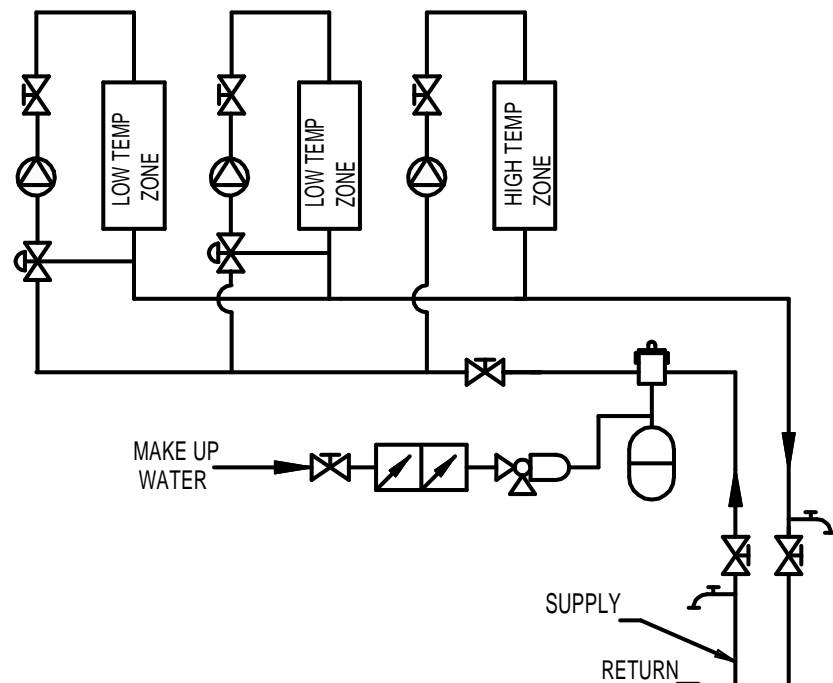 LOW TEMP
ZONE
LOW TEMP
ZONE
HIGH TEMP
ZONE
MAKE UP
WATER
SUPPLY
RETURN